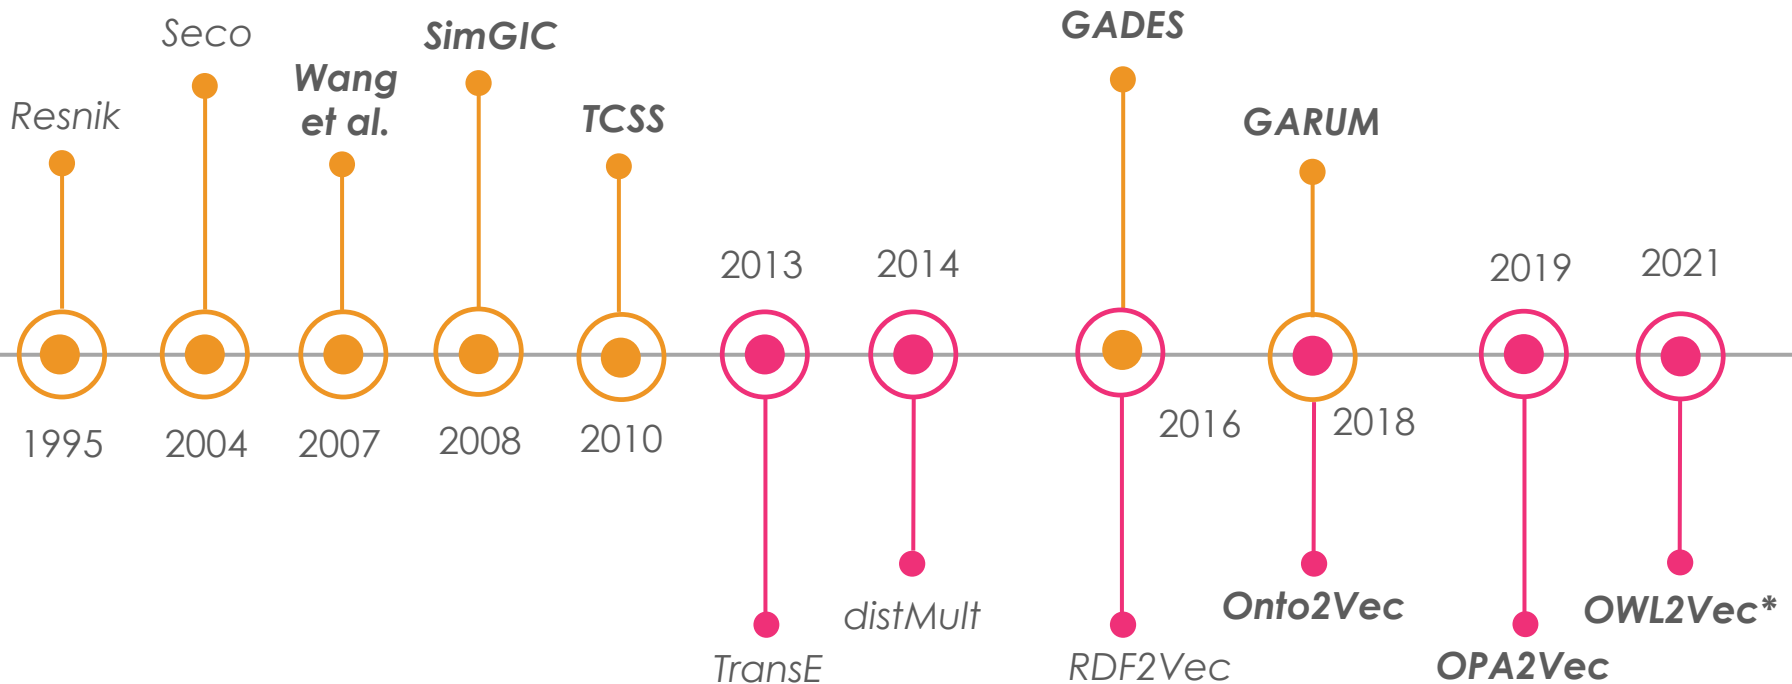 Resnik
Seco
Wang
et al.
SimGIC
TCSS
GADES
GARUM
2013
2014
2019
2021
1995
2004
2007
2008
2010
2016
2018
TransE
distMult
RDF2Vec
Onto2Vec
OPA2Vec
OWL2Vec*